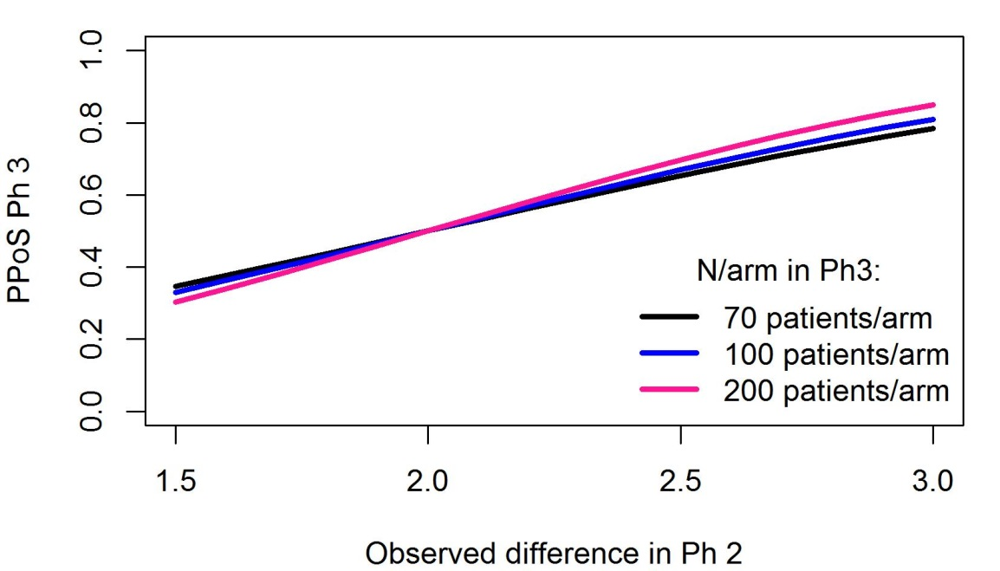 PPoS Ph 3
1.0
0.8
0.6
0.4
0.2
0.0
N/arm in Ph3:
70 patients/arm
100 patients/arm
200 patients/arm
1.5 2.0 2.5 3.0
Observed difference in Ph 2